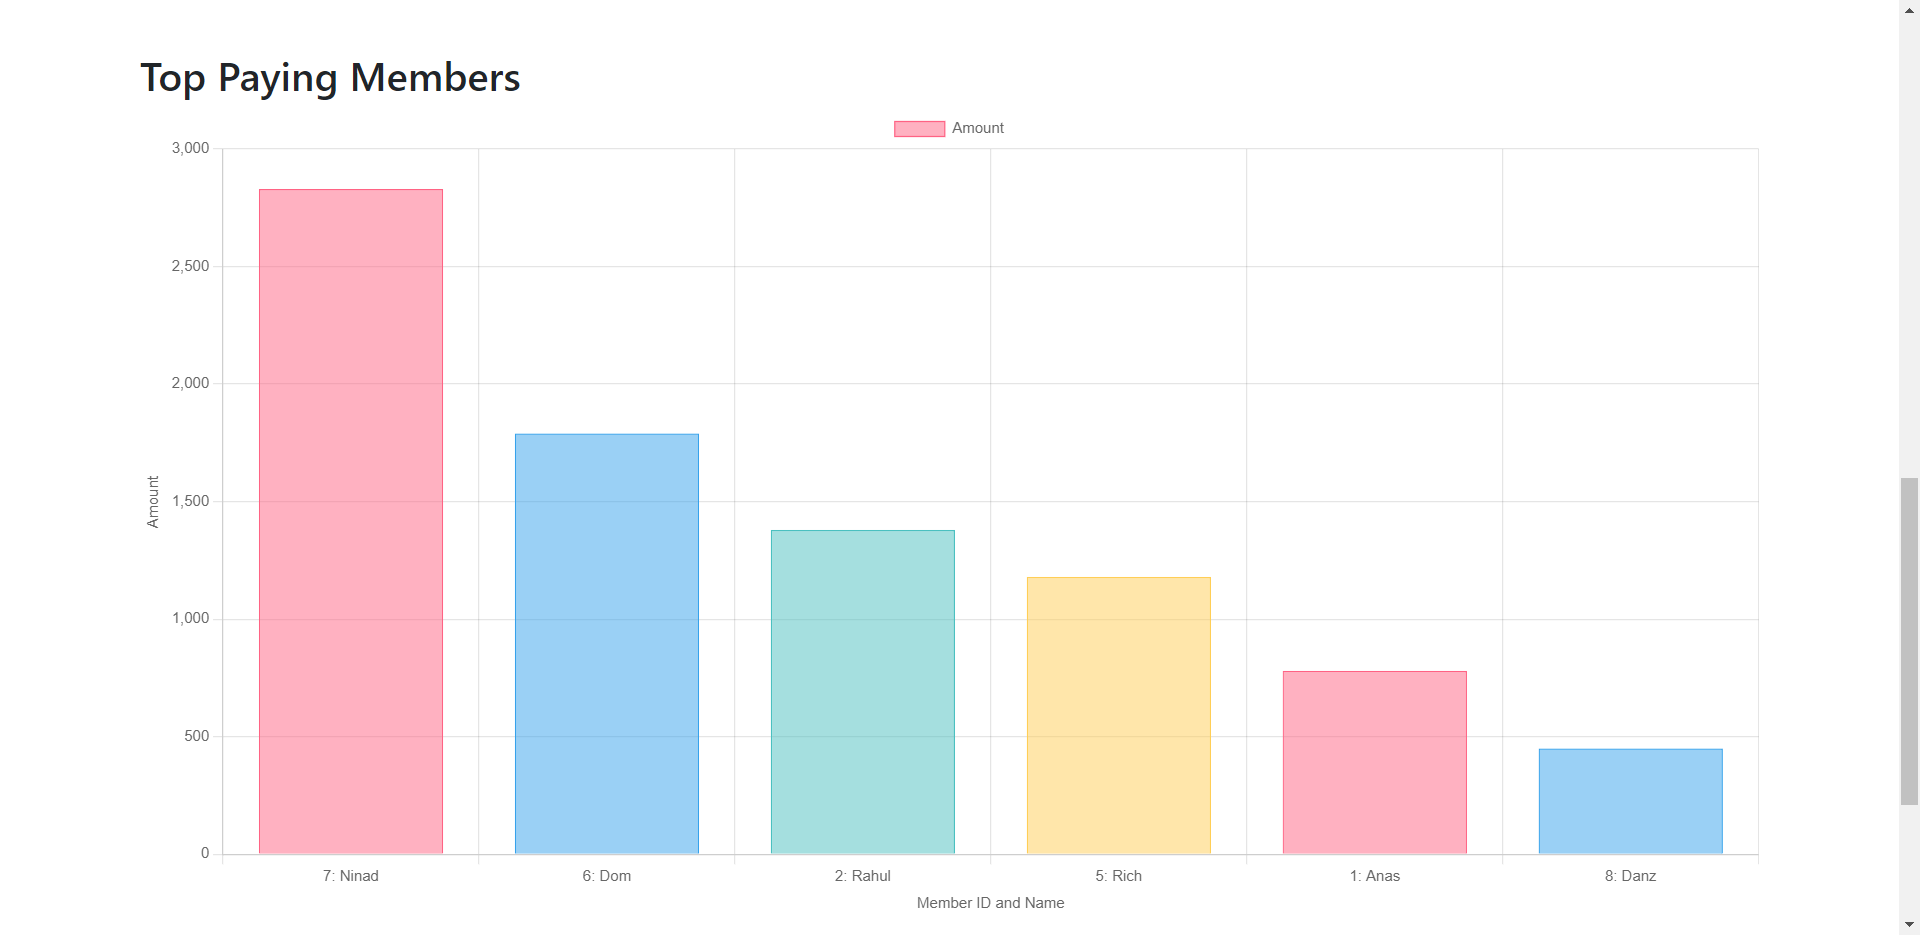 Top Paying Members
Amount
3,000
2,500
2,000
1,500
1,000
500
0
Amount
7: Ninad
6: Dom
2: Rahul
5: Rich
1: Anas
8: Danz
Member ID and Name